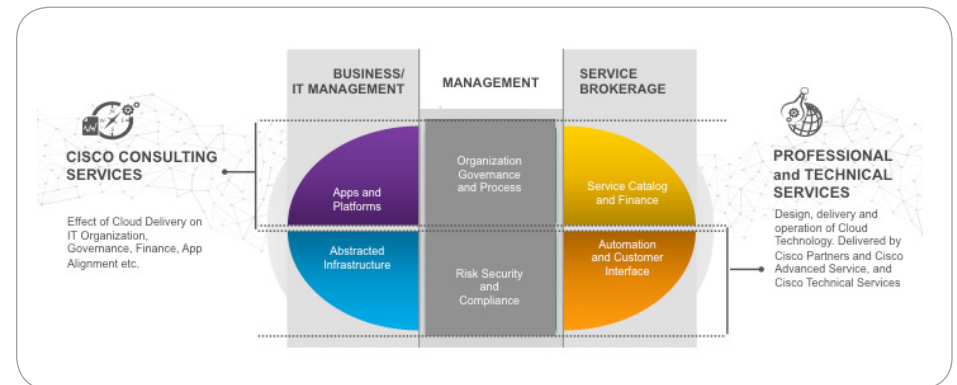 BUSINESS/
IT MANAGEMENT
MANAGEMENT
SERVICE
BROKERAGE
CISCO CONSULTING
SERVICES
Effect of Cloud Delivery on
IT Organization,
Governance, Finance, App
Alignment etc.
Apps and
Platforms
Organization
Governance
and Process
Service Catalog
and Finance
Abstracted
Infrastructure
Risk Security
and
Compliance
Automation
and Customer
Interface
PROFESSIONAL
and TECHNICAL
SERVICES
Design, delivery and
operation of Cloud
Technology. Delivered by
Cisco Partners and Cisco
Advanced Service, and
Cisco Technical Services